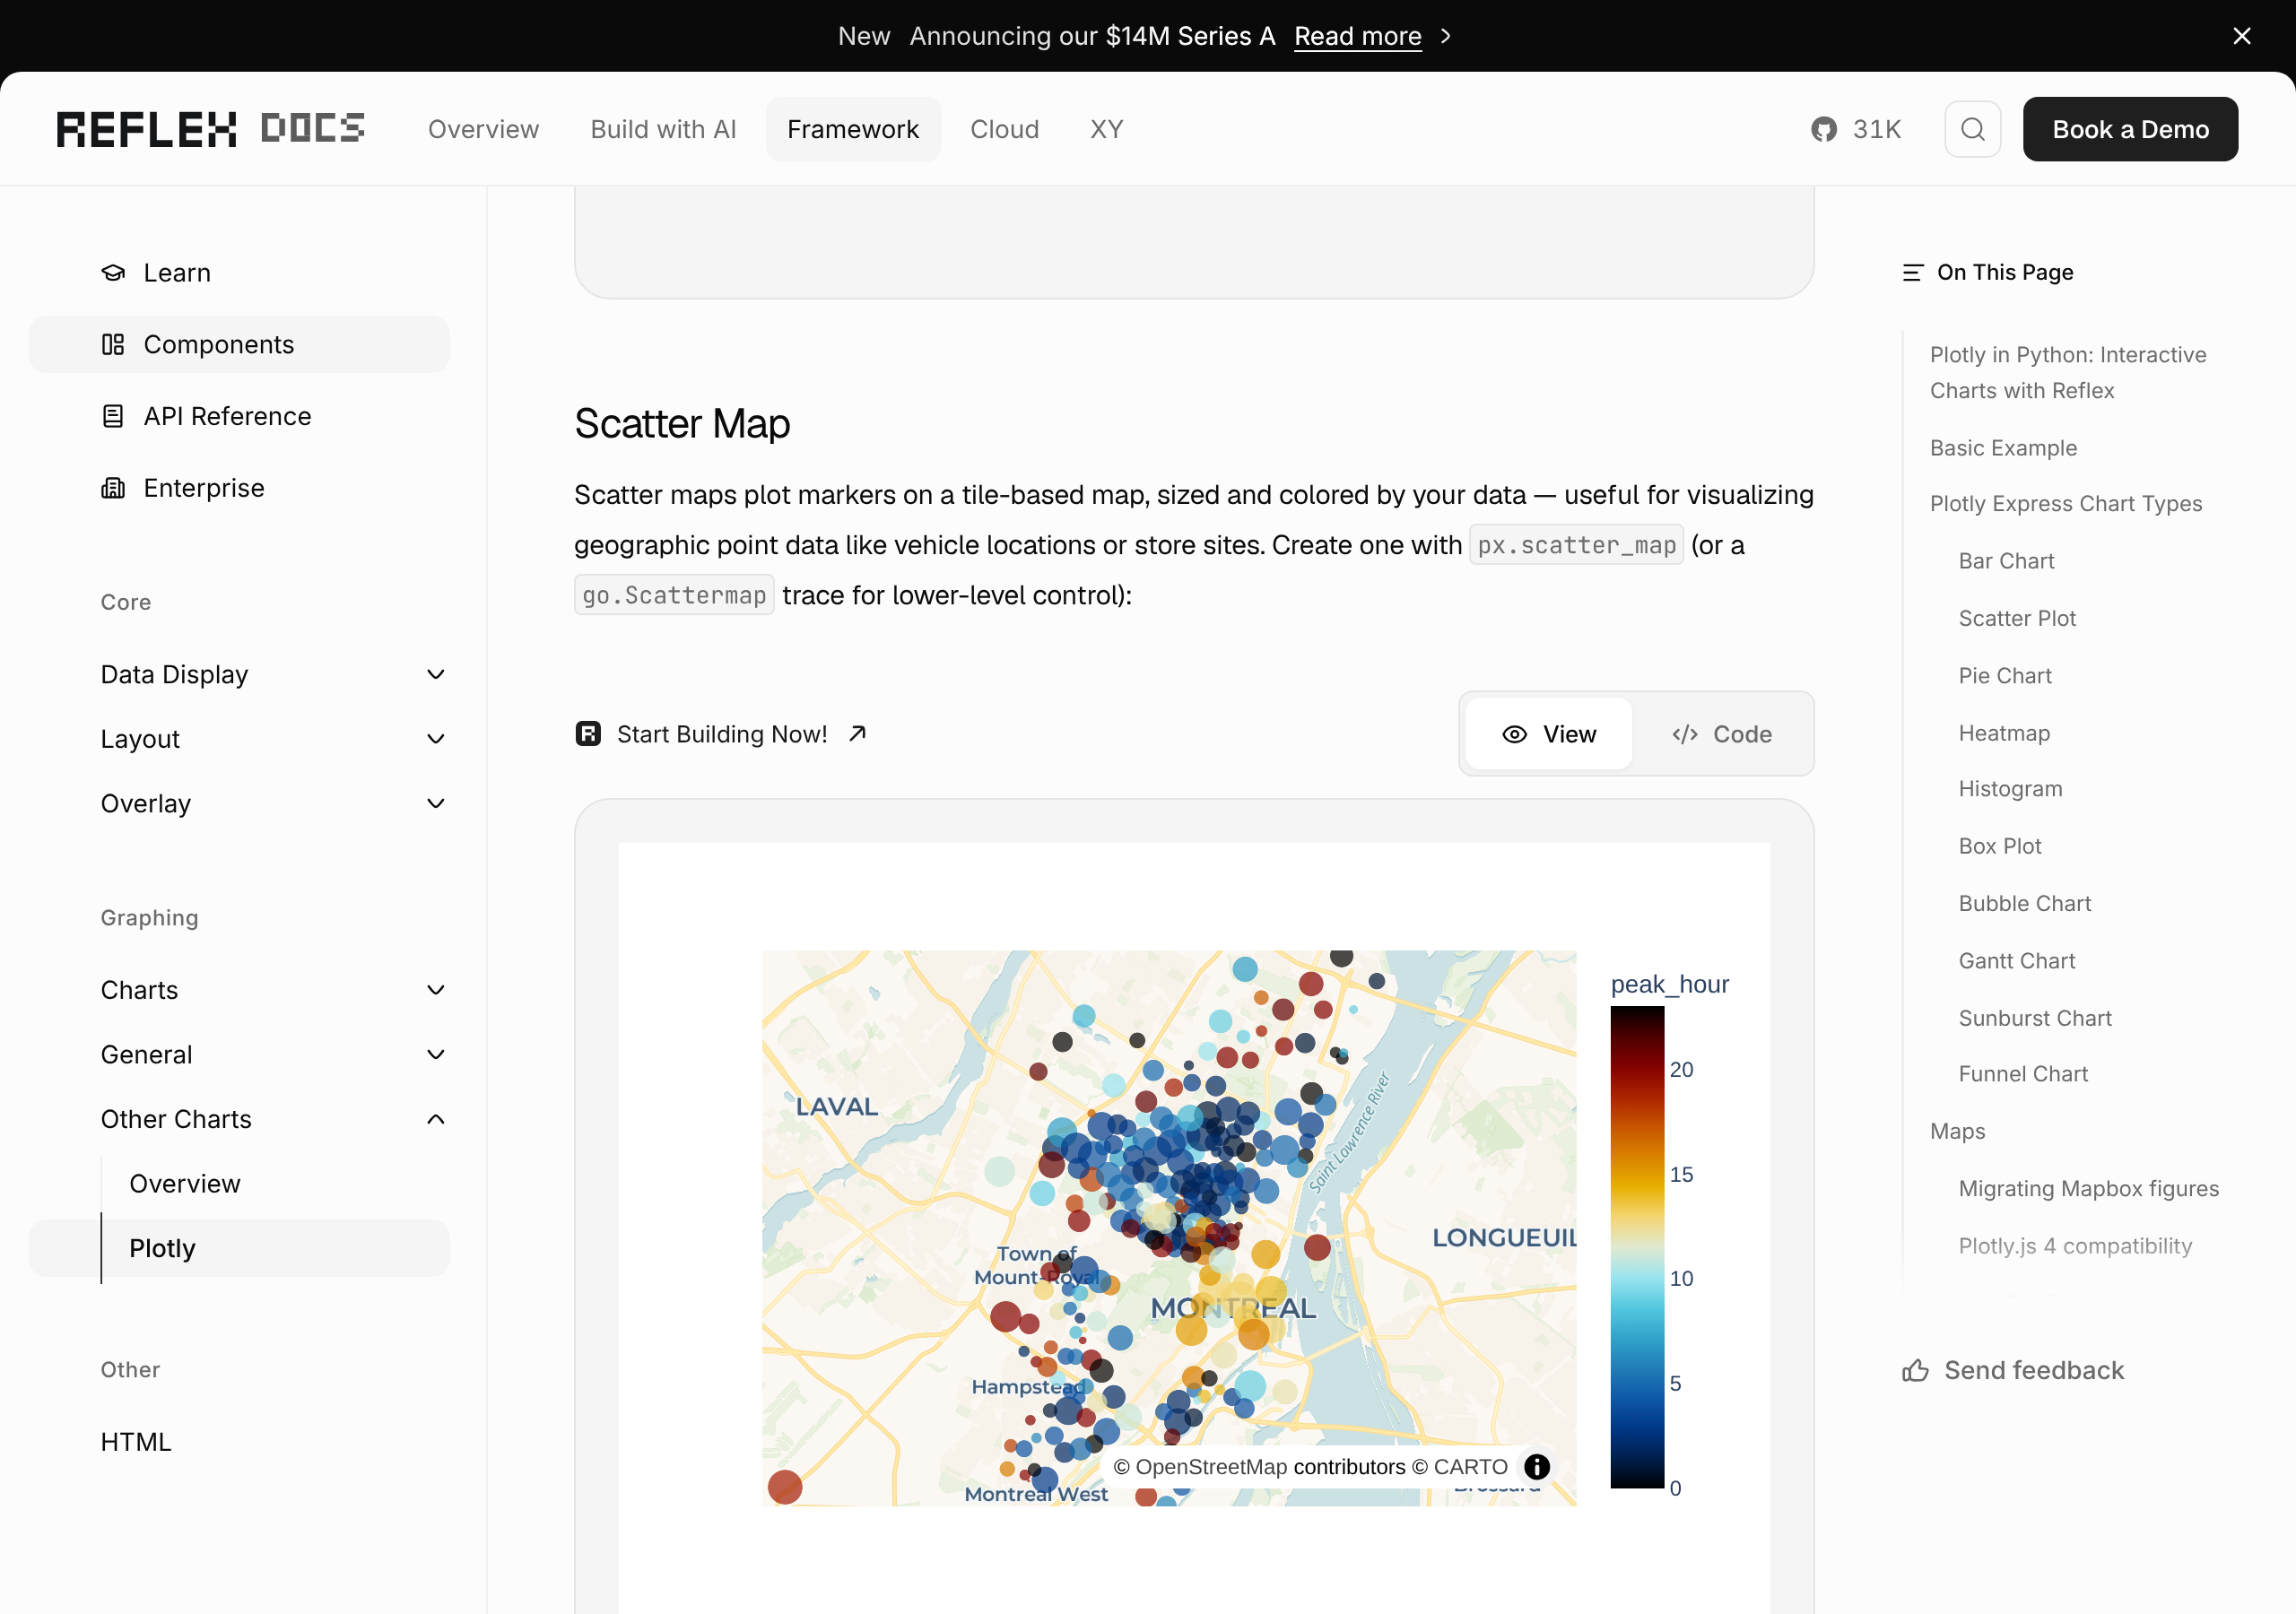 New Announcing our $14M Series A Read more
REFLEX DOCS
Overview
Build with AI
Framework
Cloud
XY
31K
Book a Demo
Learn
Components
API Reference
Enterprise
Core
Data Display
Layout
Overlay
Graphing
Charts
General
Other Charts
Overview
Plotly
Other
HTML
Scatter Map
Scatter maps plot markers on a tile-based map, sized and colored by your data — useful for visualizing
geographic point data like vehicle locations or store sites. Create one with px.scatter_map (or a
go.Scattermap trace for lower-level control):
Start Building Now!
View
</> Code
LAVAL
Saint Lawrence River
LONGUEUIL
Town of
Mount-Royal
MONTREAL
Hampstead
Montreal West
Brossard
© OpenStreetMap contributors © CARTO
peak_hour
20
15
10
5
0
On This Page
Plotly in Python: Interactive
Charts with Reflex
Basic Example
Plotly Express Chart Types
Bar Chart
Scatter Plot
Pie Chart
Heatmap
Histogram
Box Plot
Bubble Chart
Gantt Chart
Sunburst Chart
Funnel Chart
Maps
Migrating Mapbox figures
Plotly.js 4 compatibility
Send feedback